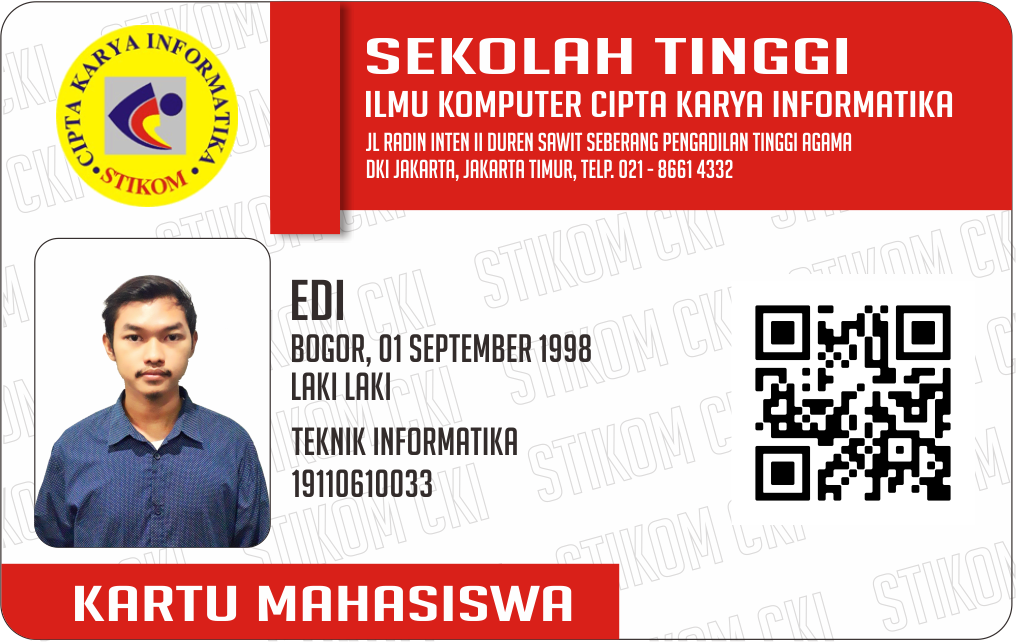 CIPTA KARYA INFORMATIKA
STIKOM
SEKOLAH TINGGI
ILMU KOMPUTER CIPTA KARYA INFORMATIKA
JL RADIN INTEN II DUREN SAWIT SEBERANG PENGADILAN TINGGI AGAMA
DKI JAKARTA, JAKARTA TIMUR, TELP. 021 - 8661 4332
EDI
BOGOR, 01 SEPTEMBER 1998
LAKI LAKI
TEKNIK INFORMATIKA
19110610033
KARTU MAHASISWA
STIKOM CKI